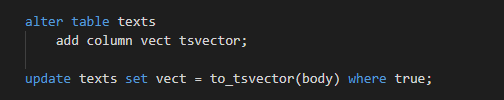 alter table texts
    add column vect tsvector;
update texts set vect = to_tsvector(body) where true;